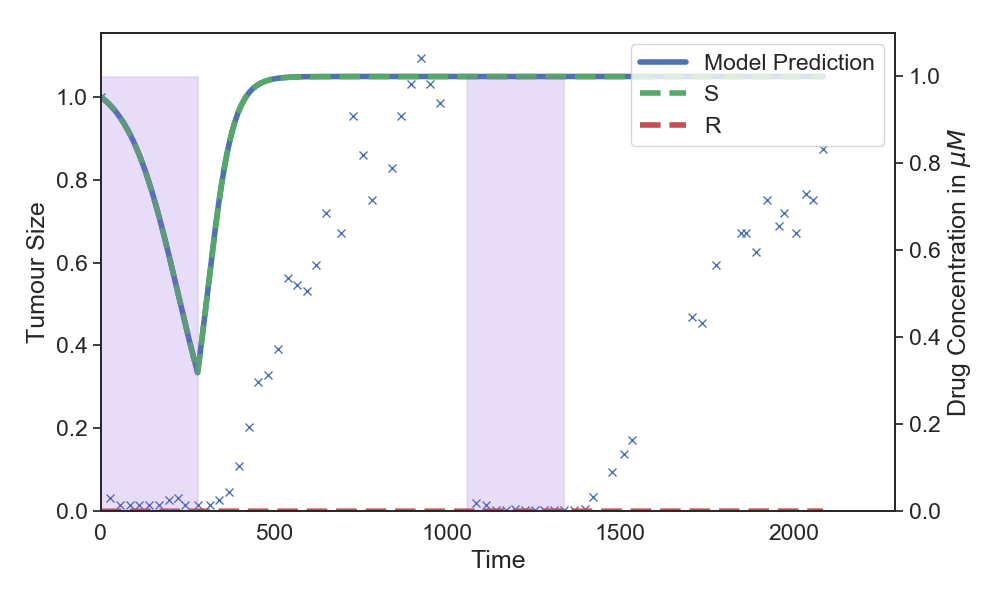 Model Prediction
S
R
Tumour Size
1.0
0.8
0.6
0.4
0.2
0.0
0
500
1000
1500
2000
Time
1.0
0.8
0.6
0.4
0.2
0.0
Drug Concentration in μM